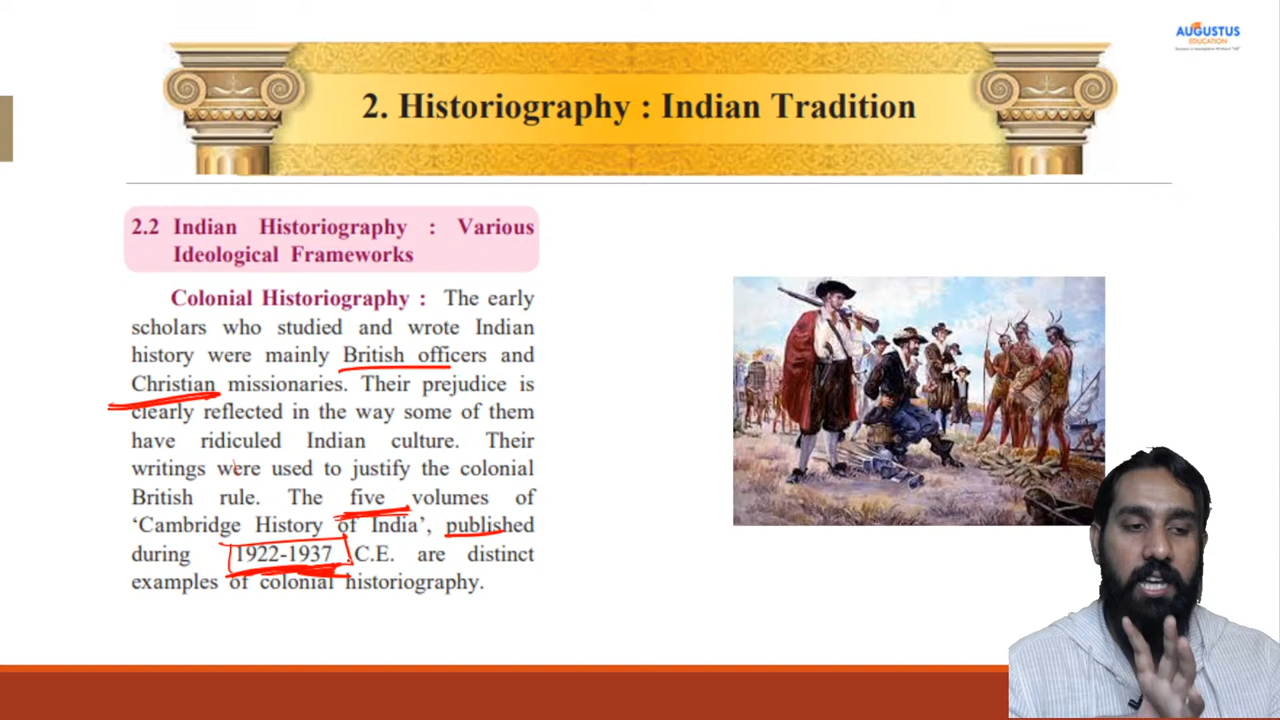 AUGUSTUS
EDUCATION
2. Historiography : Indian Tradition
2.2 Indian Historiography : Various
Ideological Frameworks
Colonial Historiography : The early
scholars who studied and wrote Indian
history were mainly British officers and
Christian missionaries. Their prejudice is
clearly reflected in the way some of them
have ridiculed Indian culture. Their
writings were used to justify the colonial
British rule. The five volumes of
‘Cambridge History of India’, published
during 1922-1937 C.E. are distinct
examples of colonial historiography.